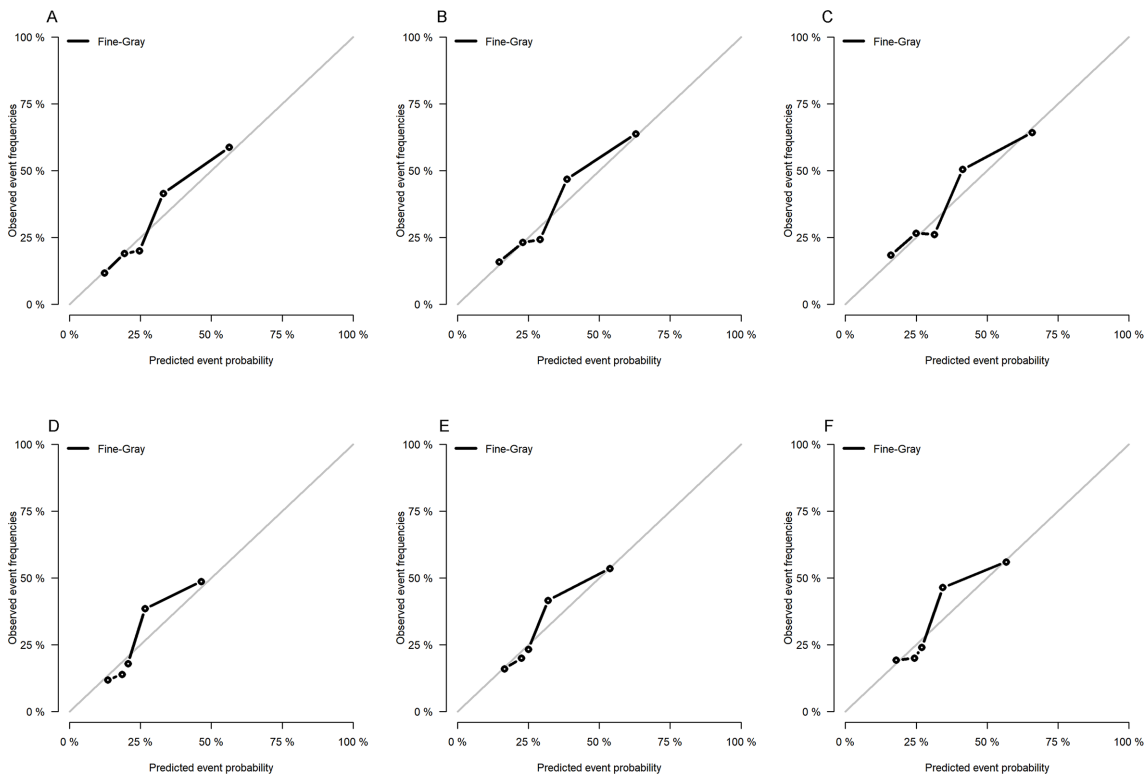 A
Fine-Gray
100 %
75 %
50 %
25 %
0 %
Observed event frequencies
0 % 25 % 50 % 75 % 100 %
Predicted event probability
B
Fine-Gray
100 %
75 %
50 %
25 %
0 %
Observed event frequencies
0 % 25 % 50 % 75 % 100 %
Predicted event probability
C
Fine-Gray
100 %
75 %
50 %
25 %
0 %
Observed event frequencies
0 % 25 % 50 % 75 % 100 %
Predicted event probability
D
Fine-Gray
100 %
75 %
50 %
25 %
0 %
Observed event frequencies
0 % 25 % 50 % 75 % 100 %
Predicted event probability
E
Fine-Gray
100 %
75 %
50 %
25 %
0 %
Observed event frequencies
0 % 25 % 50 % 75 % 100 %
Predicted event probability
F
Fine-Gray
100 %
75 %
50 %
25 %
0 %
Observed event frequencies
0 % 25 % 50 % 75 % 100 %
Predicted event probability